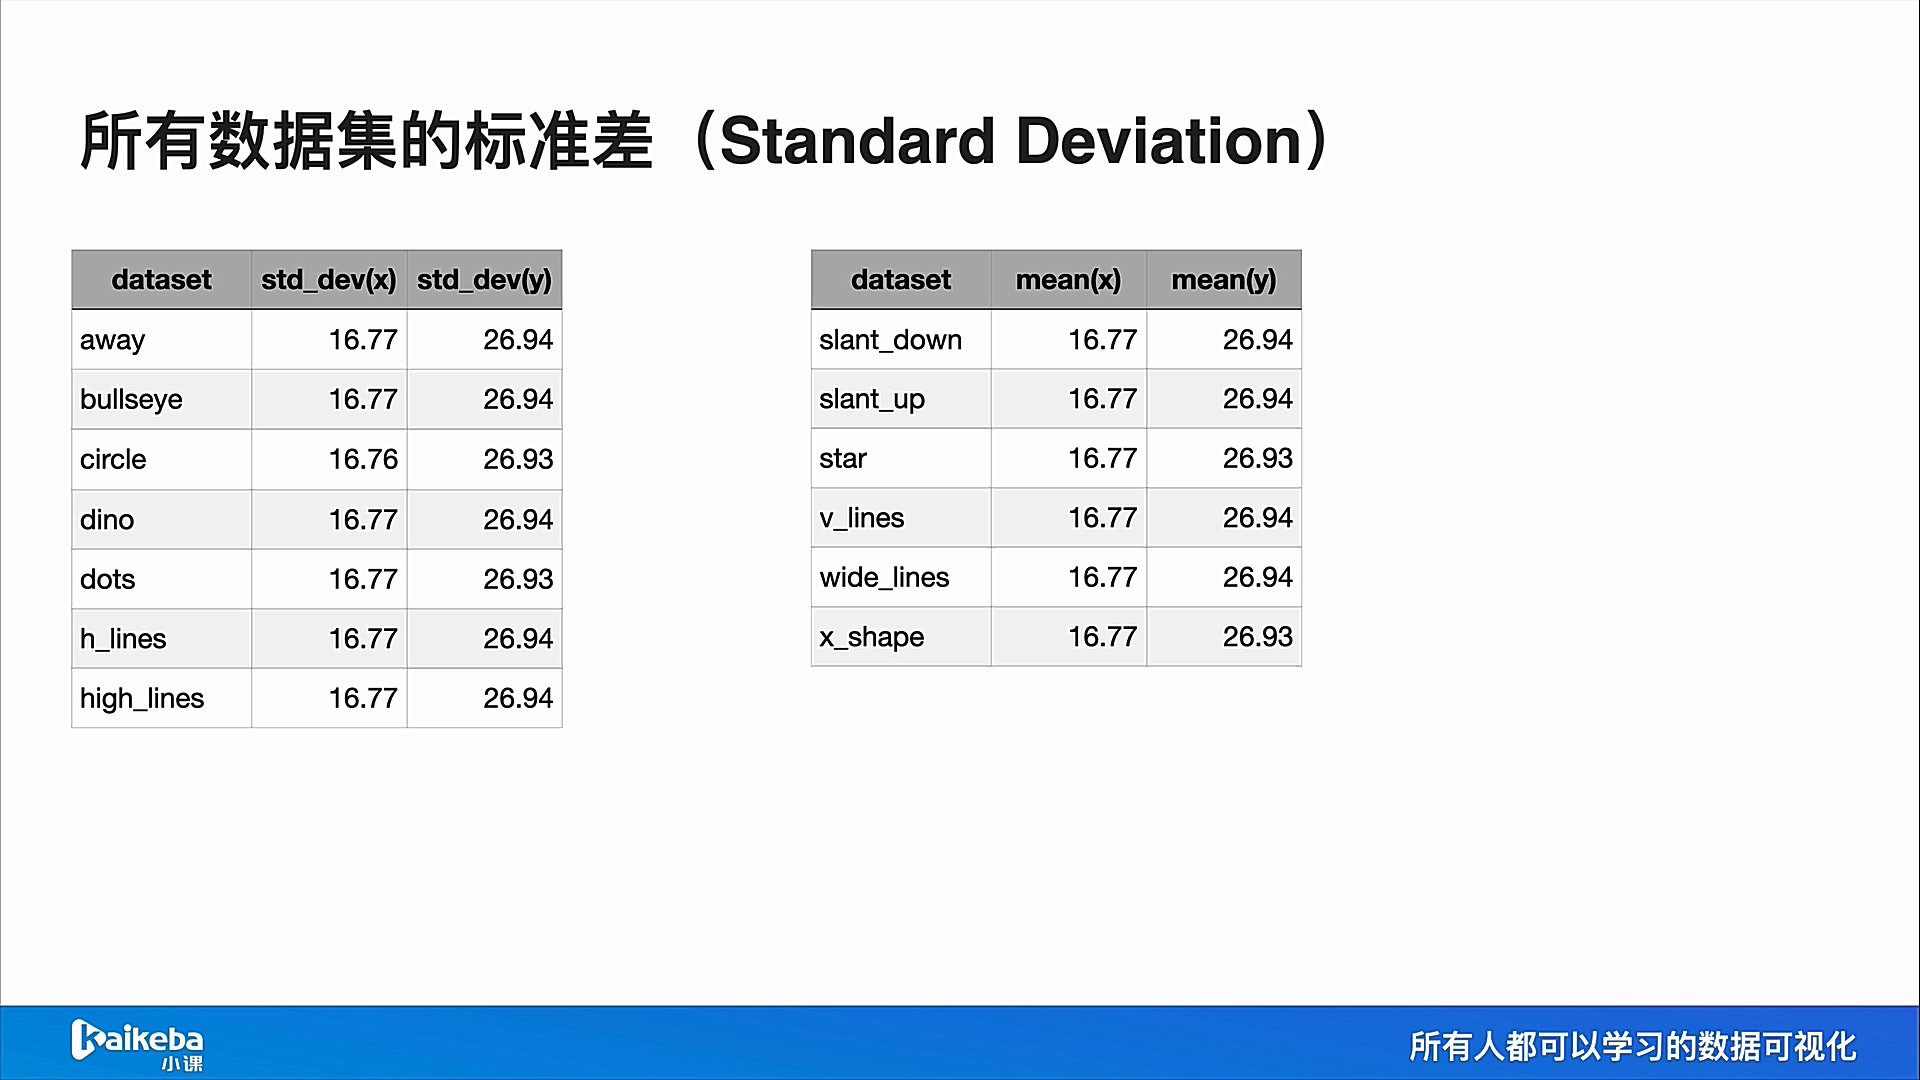 所有数据集的标准差（Standard Deviation）
dataset std_dev(x) std_dev(y)
away 16.77 26.94
bullseye 16.77 26.94
circle 16.76 26.93
dino 16.77 26.94
dots 16.77 26.93
h_lines 16.77 26.94
high_lines 16.77 26.94
dataset mean(x) mean(y)
slant_down 16.77 26.94
slant_up 16.77 26.94
star 16.77 26.93
v_lines 16.77 26.94
wide_lines 16.77 26.94
x_shape 16.77 26.93
Kaikeba
小课
所有人都可以学习的数据可视化